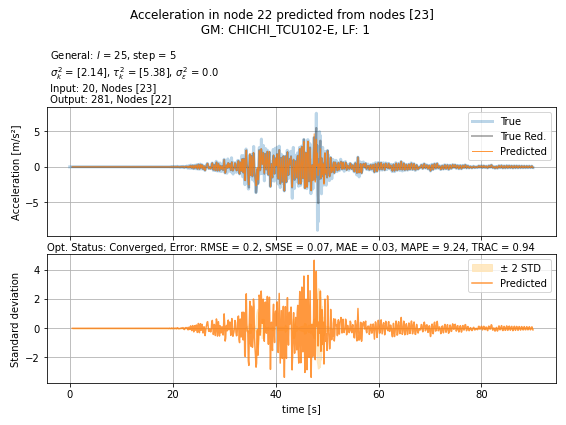 Acceleration in node 22 predicted from nodes [23]
GM: CHICHI_TCU102-E, LF: 1
General: l = 25, step = 5
σ²ₖ = [2.14], τ²ₖ = [5.38], σ²ε = 0.0
Input: 20, Nodes [23]
Output: 281, Nodes [22]
Acceleration [m/s²]
5
0
−5
True
True Red.
Predicted
Opt. Status: Converged, Error: RMSE = 0.2, SMSE = 0.07, MAE = 0.03, MAPE = 9.24, TRAC = 0.94
Standard deviation
4
2
0
−2
± 2 STD
Predicted
0 20 40 60 80
time [s]